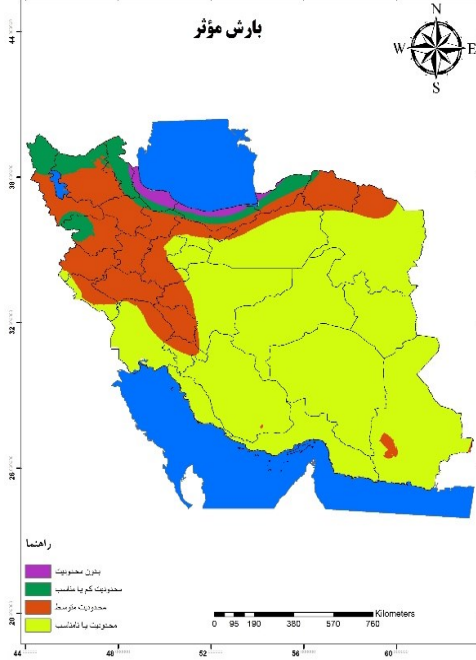 بارش مؤثر
N
W E
S
44
38
32
26
20
راهنما
بدون محدودیت
محدودیت کم یا مناسب
محدودیت متوسط
محدودیت یا نامناسب
Kilometers
0 95 190 380 570 760
44 48 52 56 60